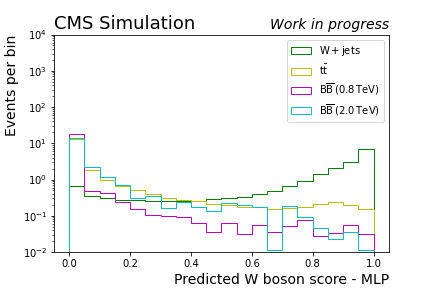 CMS Simulation
Work in progress
Events per bin
10⁴
10³
10²
10¹
10⁰
10⁻¹
10⁻²
W + jets
tt̅
BB̅ (0.8 TeV)
BB̅ (2.0 TeV)
0.0 0.2 0.4 0.6 0.8 1.0
Predicted W boson score - MLP